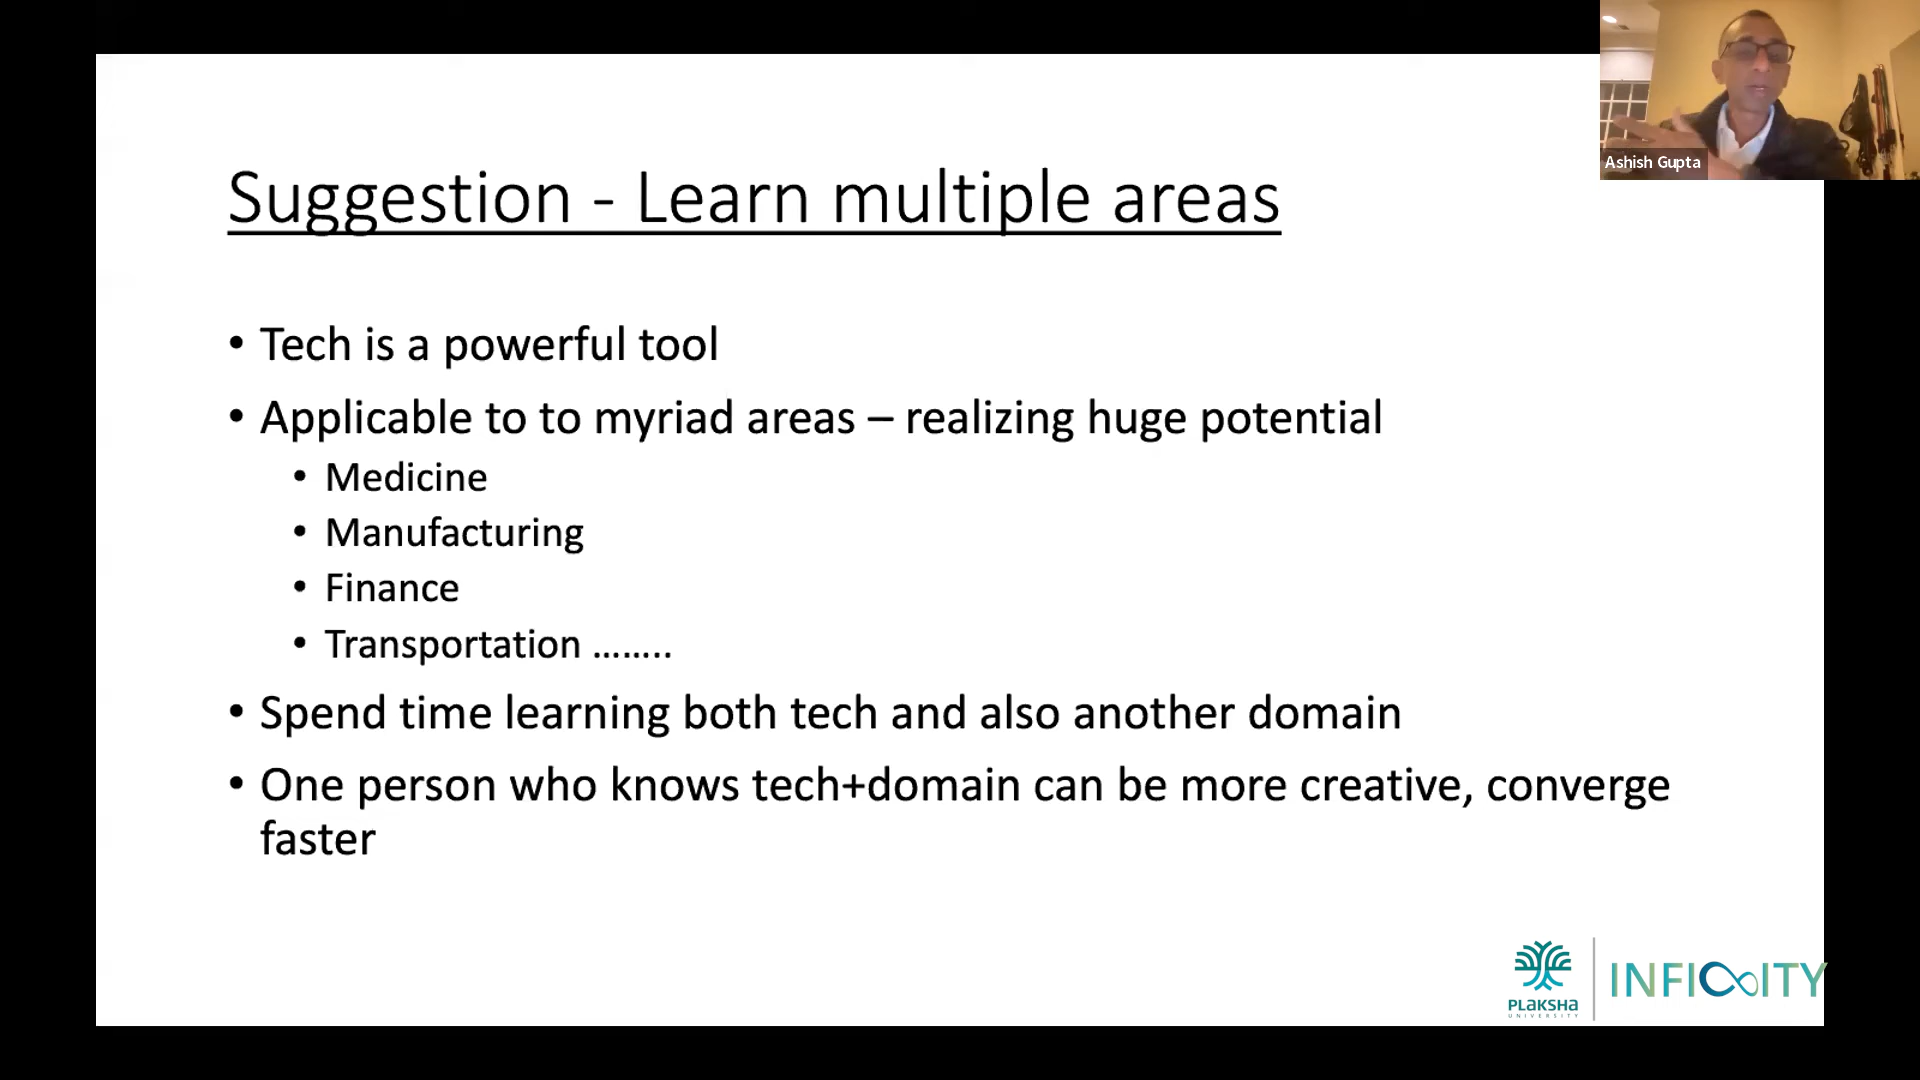 Ashish Gupta
Suggestion - Learn multiple areas
• Tech is a powerful tool
• Applicable to to myriad areas – realizing huge potential
• Medicine
• Manufacturing
• Finance
• Transportation ........
• Spend time learning both tech and also another domain
• One person who knows tech+domain can be more creative, converge
faster
PLAKSHA
UNIVERSITY
INFI∞ITY